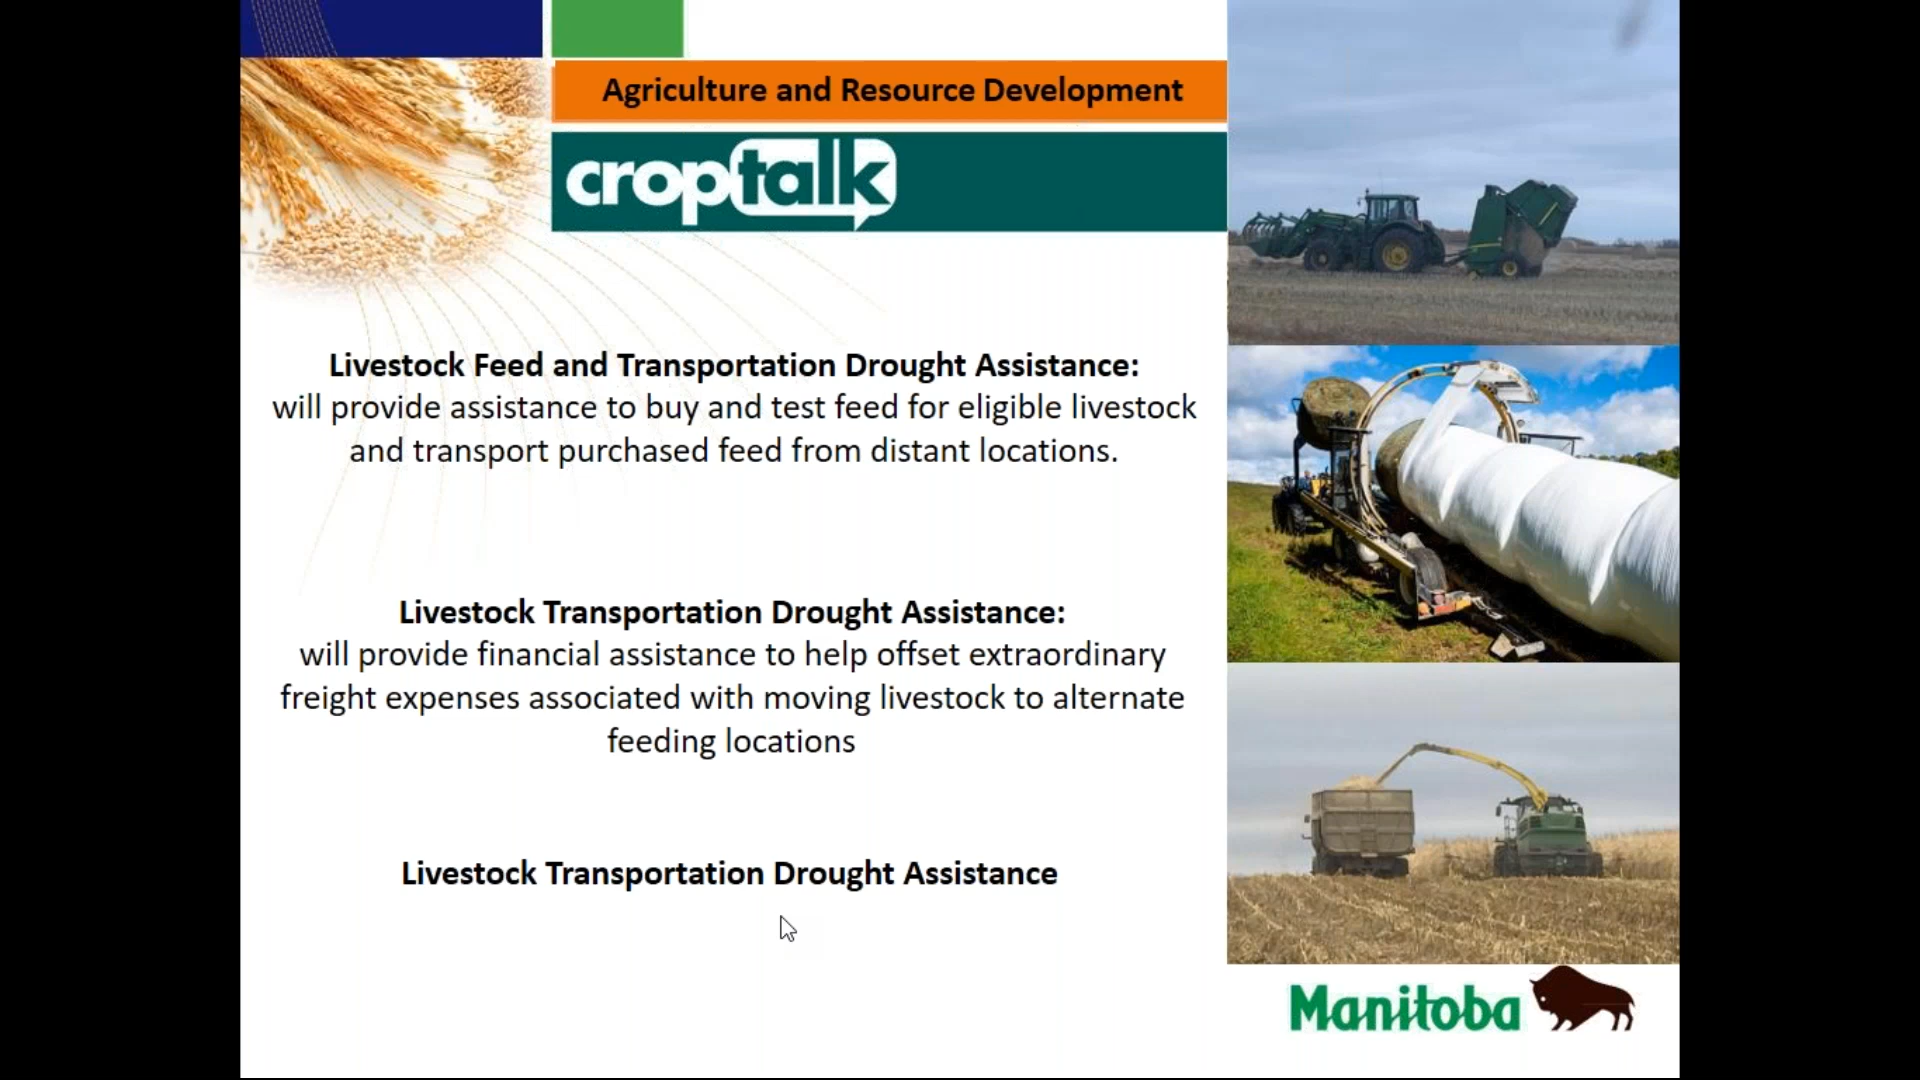 Agriculture and Resource Development
croptalk
Livestock Feed and Transportation Drought Assistance:
will provide assistance to buy and test feed for eligible livestock
and transport purchased feed from distant locations.
Livestock Transportation Drought Assistance:
will provide financial assistance to help offset extraordinary
freight expenses associated with moving livestock to alternate
feeding locations
Livestock Transportation Drought Assistance
Manitoba